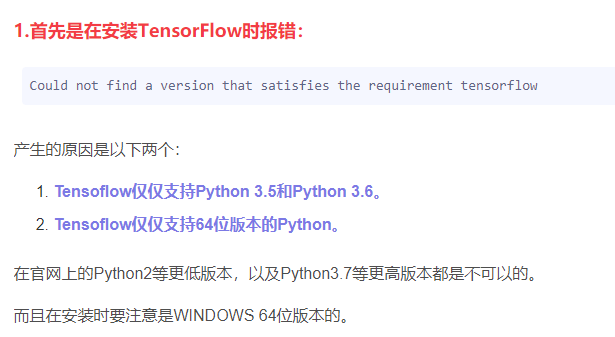 1.首先是在安装TensorFlow时报错：
Could not find a version that satisfies the requirement tensorflow
产生的原因是以下两个：
1. Tensoflow仅仅支持Python 3.5和Python 3.6。
2. Tensoflow仅仅支持64位版本的Python。
在官网上的Python2等更低版本，以及Python3.7等更高版本都是不可以的。
而且在安装时要注意是WINDOWS 64位版本的。